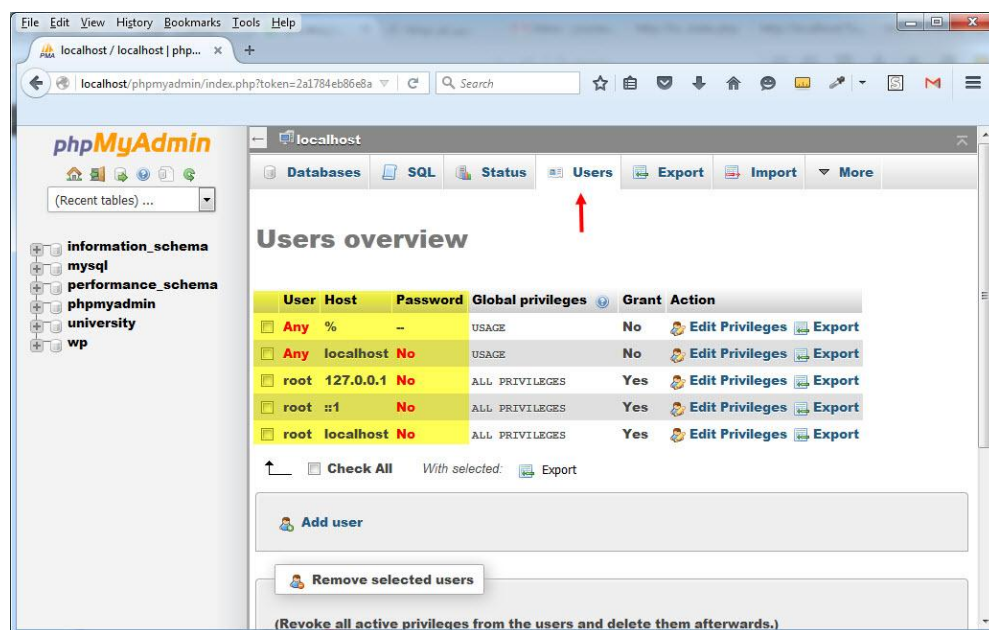 File Edit View History Bookmarks Tools Help
localhost / localhost | php... × +
localhost/phpmyadmin/index.php?token=2a1784eb86e8a
Search
phpMyAdmin
(Recent tables) ...
information_schema
mysql
performance_schema
phpmyadmin
university
wp
localhost
Databases SQL Status Users Export Import More
Users overview
User Host Password Global privileges Grant Action
Any % -- USAGE No Edit Privileges Export
Any localhost No USAGE No Edit Privileges Export
root 127.0.0.1 No ALL PRIVILEGES Yes Edit Privileges Export
root ::1 No ALL PRIVILEGES Yes Edit Privileges Export
root localhost No ALL PRIVILEGES Yes Edit Privileges Export
Check All With selected: Export
Add user
Remove selected users
(Revoke all active privileges from the users and delete them afterwards.)